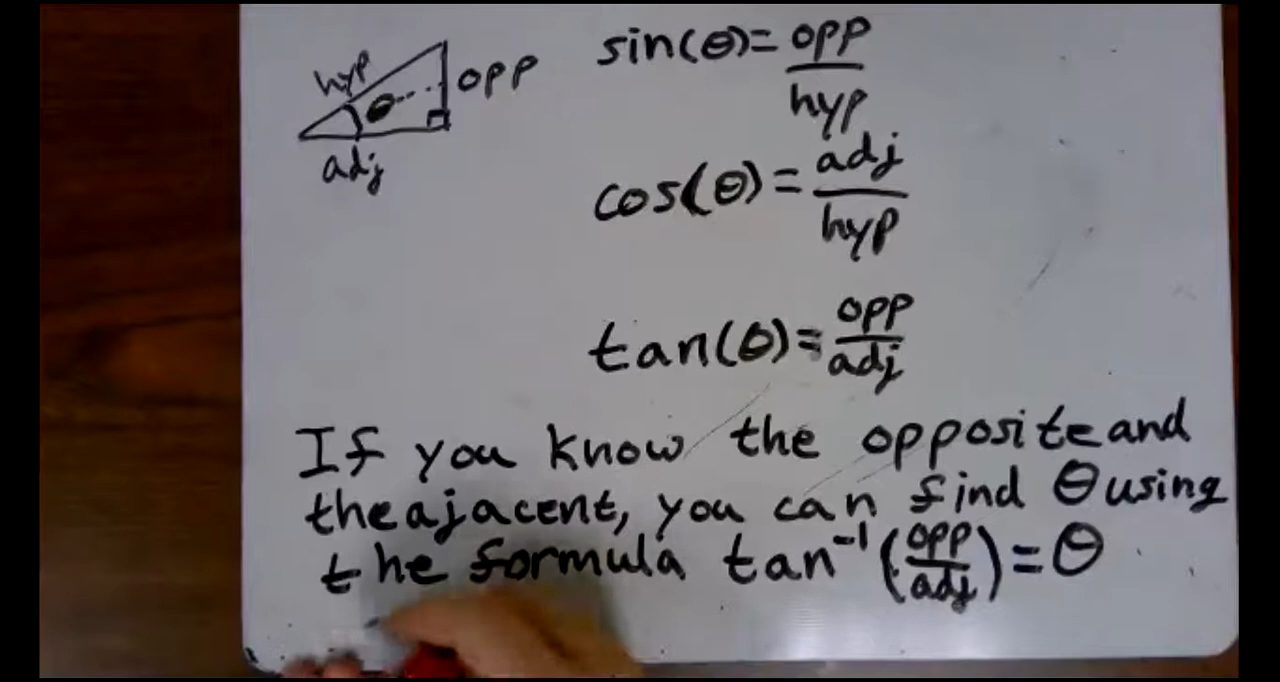 hyp
θ
opp
adj
sin(θ)=opp/hyp
cos(θ)=adj/hyp
tan(θ)=opp/adj
If you know the opposite and
the ajacent, you can find θ using
the formula tan⁻¹(opp/adj)=θ